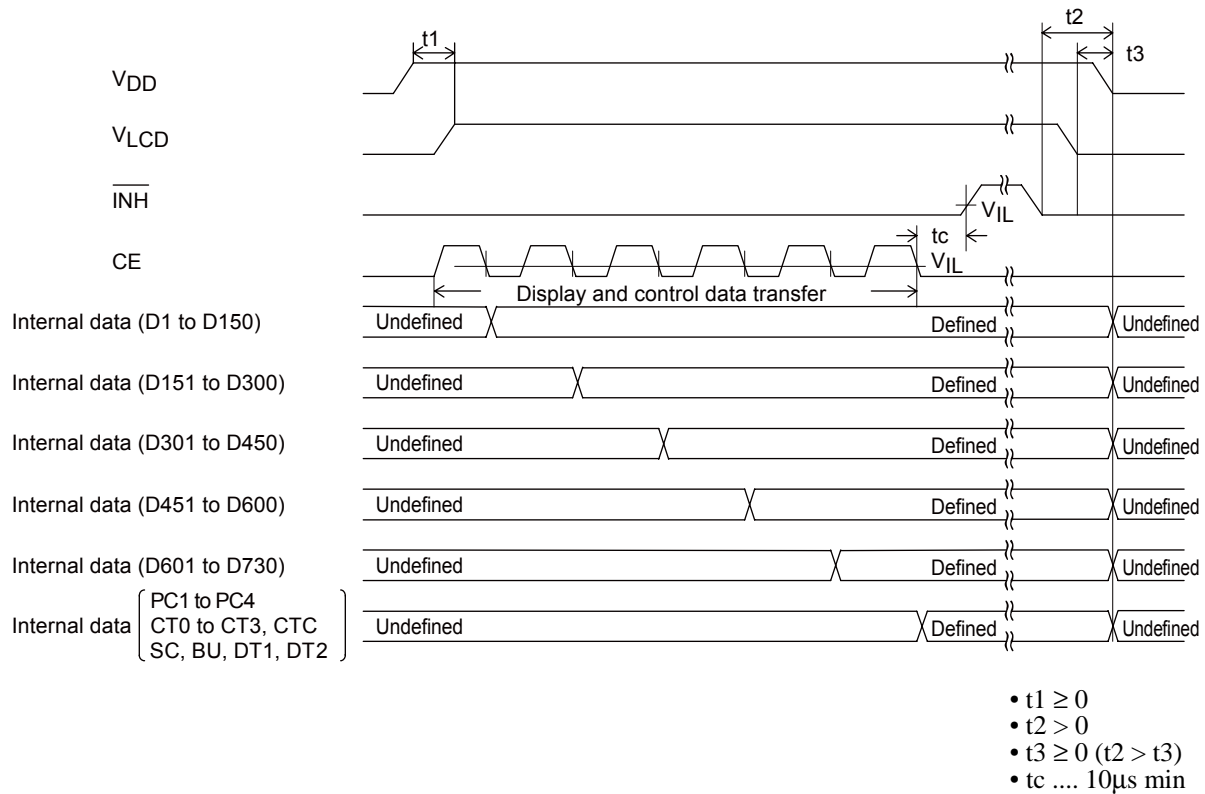 t1
t2
t3
VDD
VLCD
INH
VIL
tc
CE
VIL
Display and control data transfer
Internal data (D1 to D150)
Undefined
Defined
Undefined
Internal data (D151 to D300)
Undefined
Defined
Undefined
Internal data (D301 to D450)
Undefined
Defined
Undefined
Internal data (D451 to D600)
Undefined
Defined
Undefined
Internal data (D601 to D730)
Undefined
Defined
Undefined
Internal data
PC1 to PC4
CT0 to CT3, CTC
SC, BU, DT1, DT2
Undefined
Defined
Undefined
• t1 ≥ 0
• t2 > 0
• t3 ≥ 0 (t2 > t3)
• tc .... 10μs min